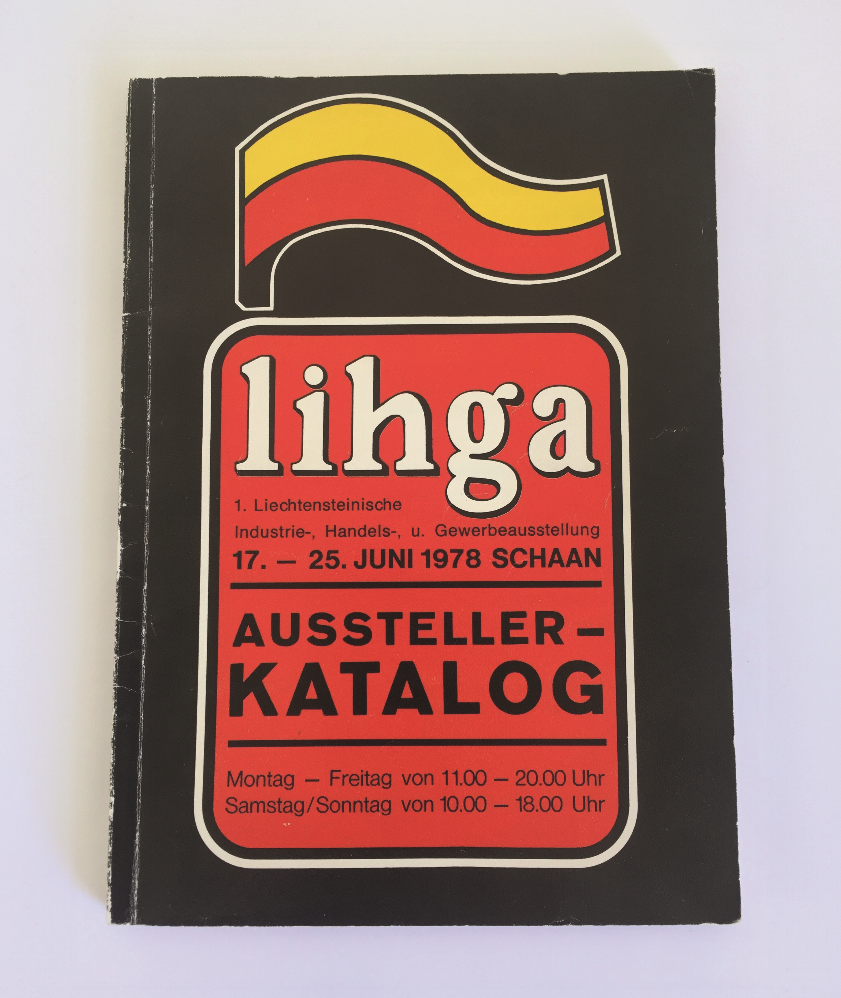 lihga
1. Liechtensteinische
Industrie-, Handels-, u. Gewerbeausstellung
17. — 25. JUNI 1978 SCHAAN
AUSSTELLER –
KATALOG
Montag — Freitag von 11.00 — 20.00 Uhr
Samstag/Sonntag von 10.00 — 18.00 Uhr